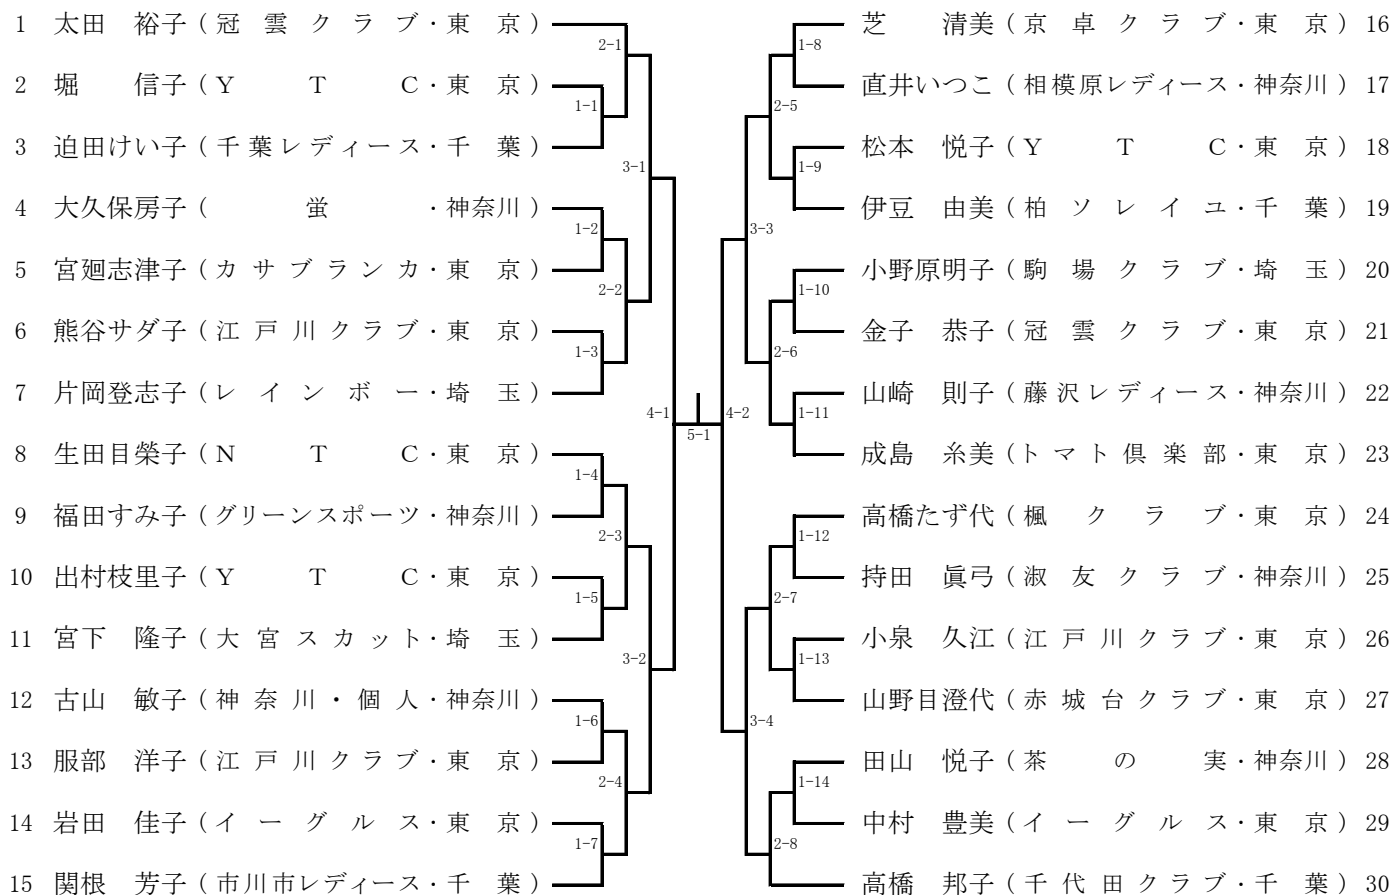 1 太田 裕子 ( 冠雲クラブ・東京 )
2 堀 信子 ( YTC・東京 )
3 迫田けい子 ( 千葉レディース・千葉 )
4 大久保房子 ( 蛍・神奈川 )
5 宮廻志津子 ( カサブランカ・東京 )
6 熊谷サダ子 ( 江戸川クラブ・東京 )
7 片岡登志子 ( レインボー・埼玉 )
8 生田目榮子 ( NTC・東京 )
9 福田すみ子 ( グリーンスポーツ・神奈川 )
10 出村枝里子 ( YTC・東京 )
11 宮下 隆子 ( 大宮スカット・埼玉 )
12 古山 敏子 ( 神奈川・個人・神奈川 )
13 服部 洋子 ( 江戸川クラブ・東京 )
14 岩田 佳子 ( イーグルス・東京 )
15 関根 芳子 ( 市川市レディース・千葉 )
2-1
1-1
3-1
1-2
2-2
1-3
4-1
1-4
2-3
1-5
3-2
1-6
2-4
1-7
5-1
1-8
2-5
1-9
3-3
1-10
2-6
1-11
4-2
1-12
2-7
1-13
3-4
1-14
2-8
芝 清美 ( 京卓クラブ・東京 ) 16
直井いつこ ( 相模原レディース・神奈川 ) 17
松本 悦子 ( YTC・東京 ) 18
伊豆 由美 ( 柏ソレイユ・千葉 ) 19
小野原明子 ( 駒場クラブ・埼玉 ) 20
金子 恭子 ( 冠雲クラブ・東京 ) 21
山崎 則子 ( 藤沢レディース・神奈川 ) 22
成島 糸美 ( トマト倶楽部・東京 ) 23
高橋たず代 ( 楓クラブ・東京 ) 24
持田 眞弓 ( 淑友クラブ・神奈川 ) 25
小泉 久江 ( 江戸川クラブ・東京 ) 26
山野目澄代 ( 赤城台クラブ・東京 ) 27
田山 悦子 ( 茶の実・神奈川 ) 28
中村 豊美 ( イーグルス・東京 ) 29
高橋 邦子 ( 千代田クラブ・千葉 ) 30